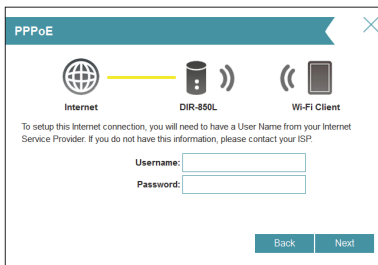 PPPoE
Internet
DIR-850L
Wi-Fi Client
To setup this Internet connection, you will need to have a User Name from your Internet
Service Provider. If you do not have this information, please contact your ISP.
Username:
Password:
Back
Next